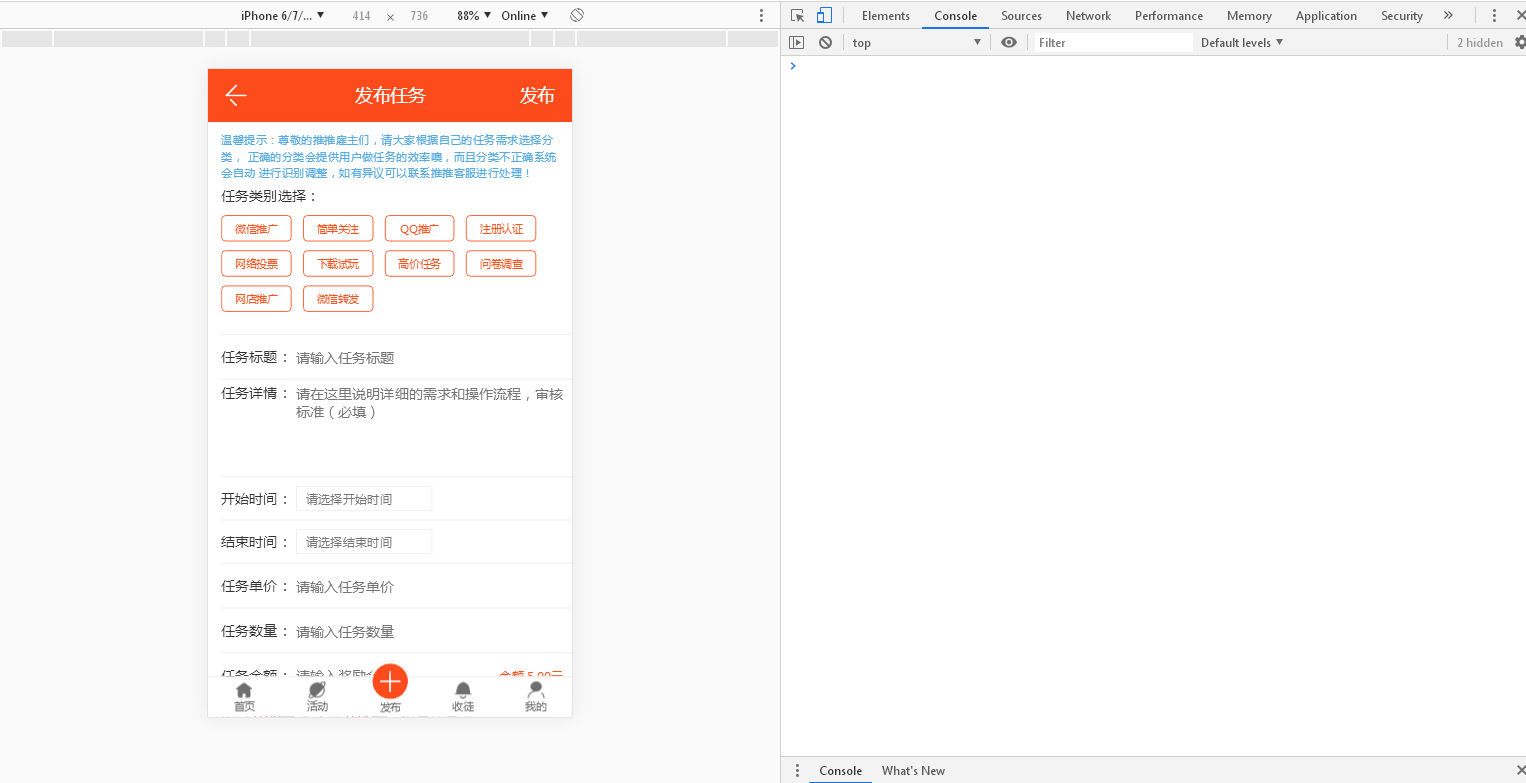 iPhone 6/7/... ▼ 414 × 736 88% ▼ Online ▼
Elements Console Sources Network Performance Memory Application Security »
top ▼ Filter Default levels ▼ 2 hidden
发布任务 发布
温馨提示：尊敬的推推雇主们，请大家根据自己的任务需求选择分
类， 正确的分类会提供用户做任务的效率噢，而且分类不正确系统
会自动 进行识别调整，如有异议可以联系推推客服进行处理！
任务类别选择：
微信推广 简单关注 QQ推广 注册认证
网络投票 下载试玩 高价任务 问卷调查
网店推广 微信转发
任务标题： 请输入任务标题
任务详情： 请在这里说明详细的需求和操作流程，审核
标准（必填）
开始时间： 请选择开始时间
结束时间： 请选择结束时间
任务单价： 请输入任务单价
任务数量： 请输入任务数量
任务金额： 请输入奖励 余额 5.00元
首页 活动 发布 收徒 我的
Console What's New